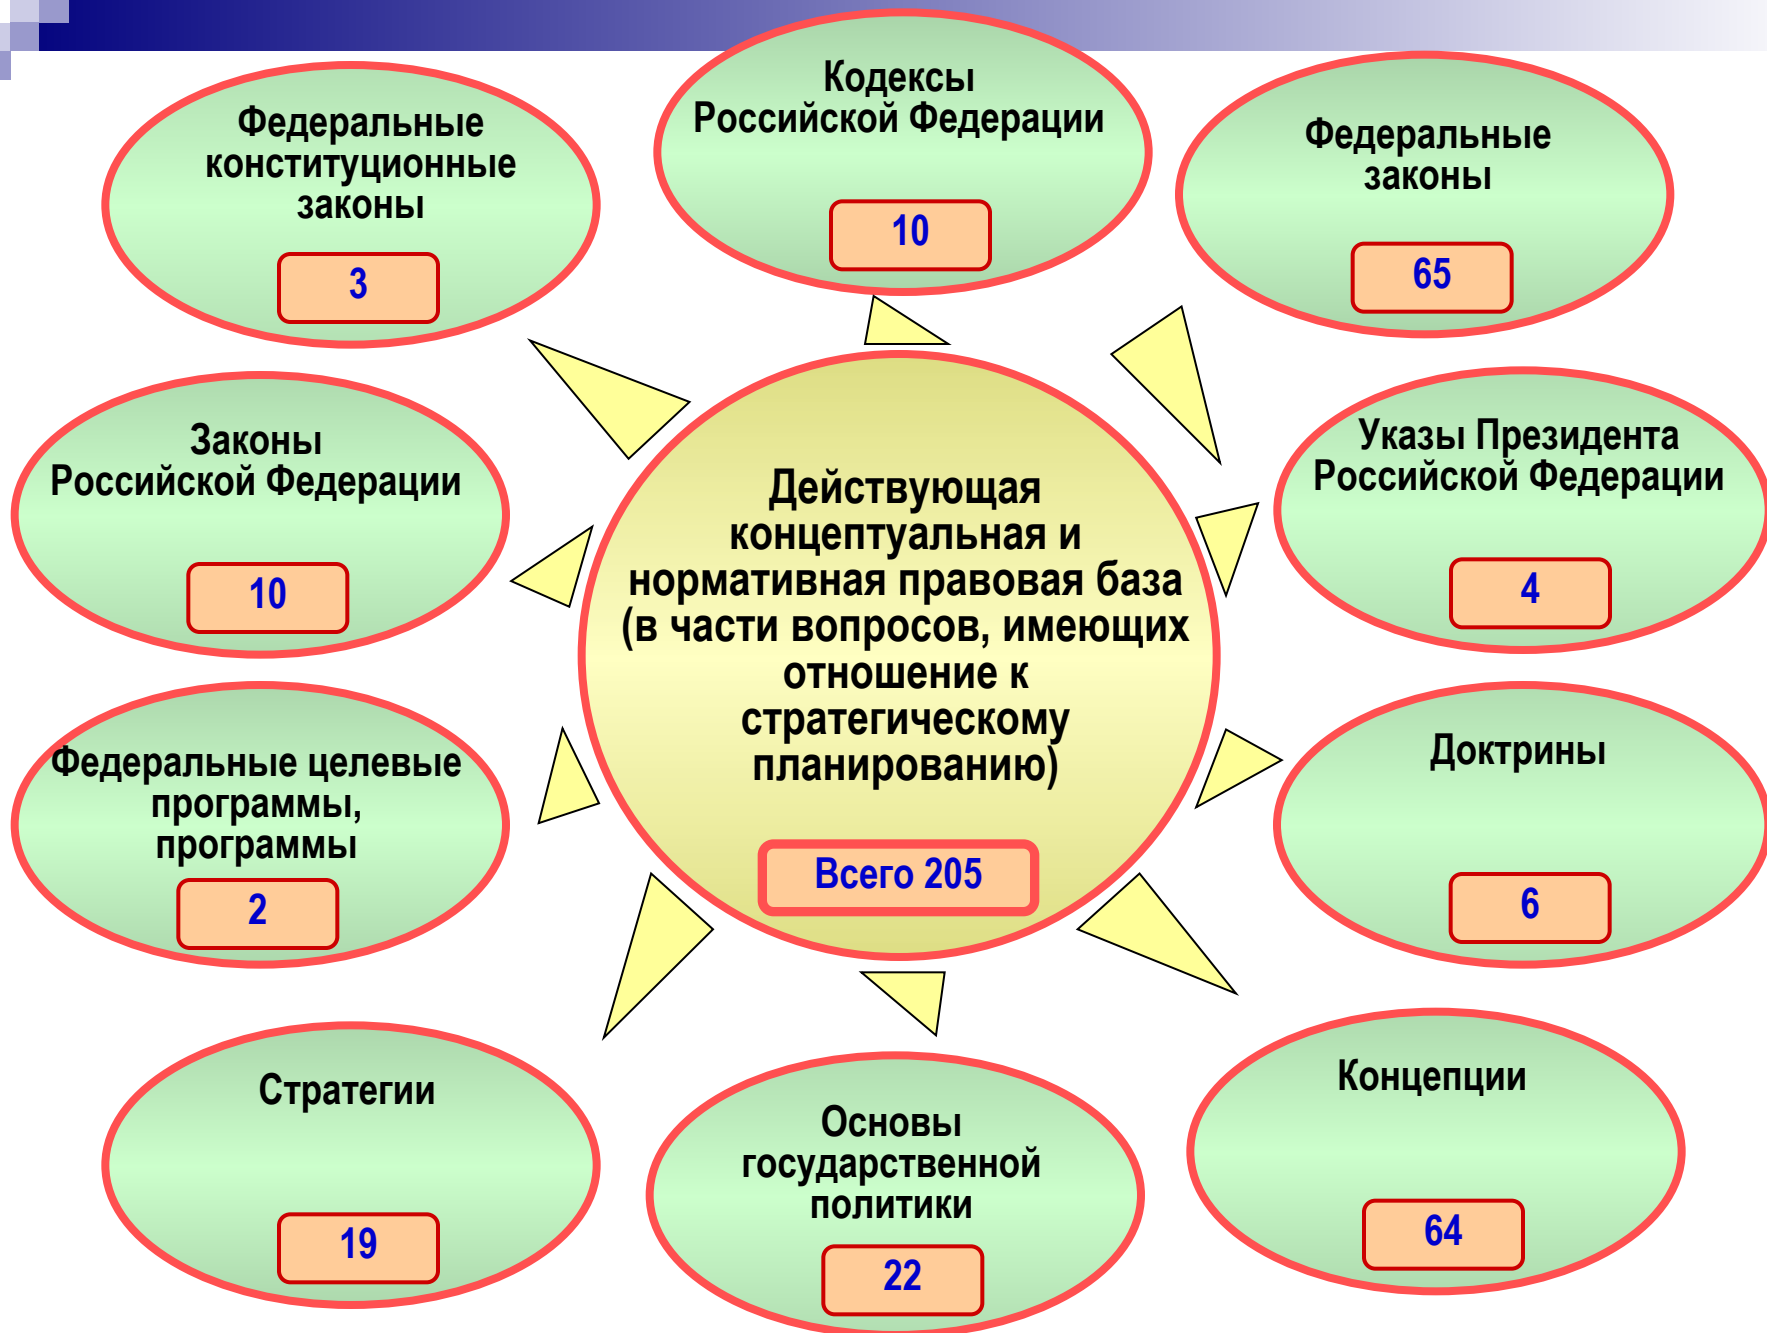 Кодексы
Российской Федерации
10
Федеральные
конституционные
законы
3
Федеральные
законы
65
Законы
Российской Федерации
10
Указы Президента
Российской Федерации
4
Действующая
концептуальная и
нормативная правовая база
(в части вопросов, имеющих
отношение к
стратегическому
планированию)
Всего 205
Федеральные целевые
программы,
программы
2
Доктрины
6
Стратегии
19
Основы
государственной
политики
22
Концепции
64